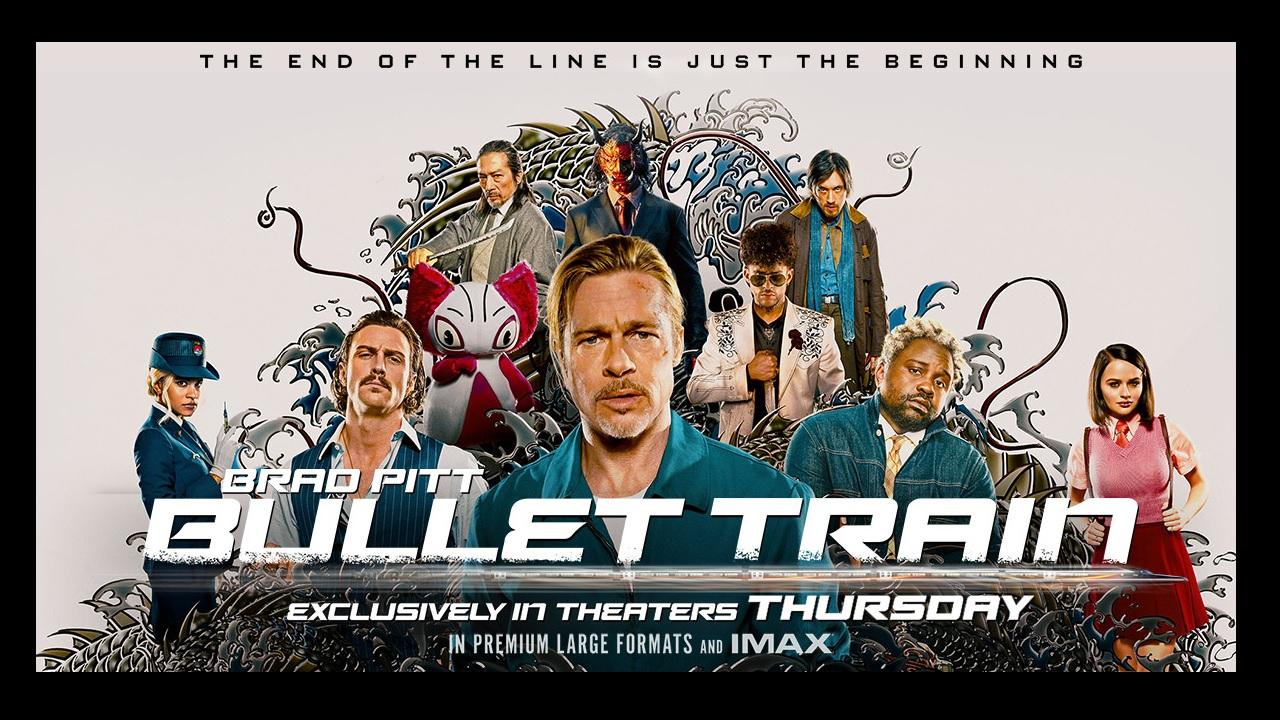 THE END OF THE LINE IS JUST THE BEGINNING
BRAD PITT
BULLET TRAIN
EXCLUSIVELY IN THEATERS THURSDAY
IN PREMIUM LARGE FORMATS AND IMAX